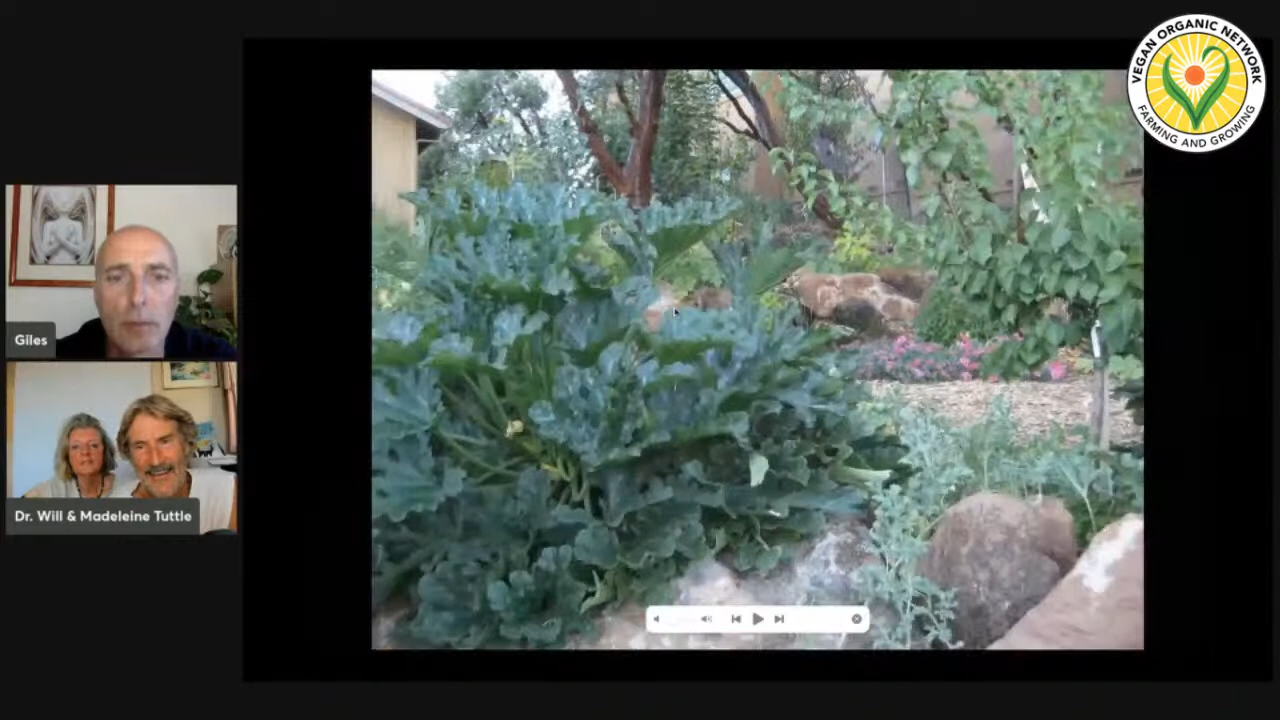 VEGAN ORGANIC NETWORK
FARMING AND GROWING
Giles
Dr. Will & Madeleine Tuttle